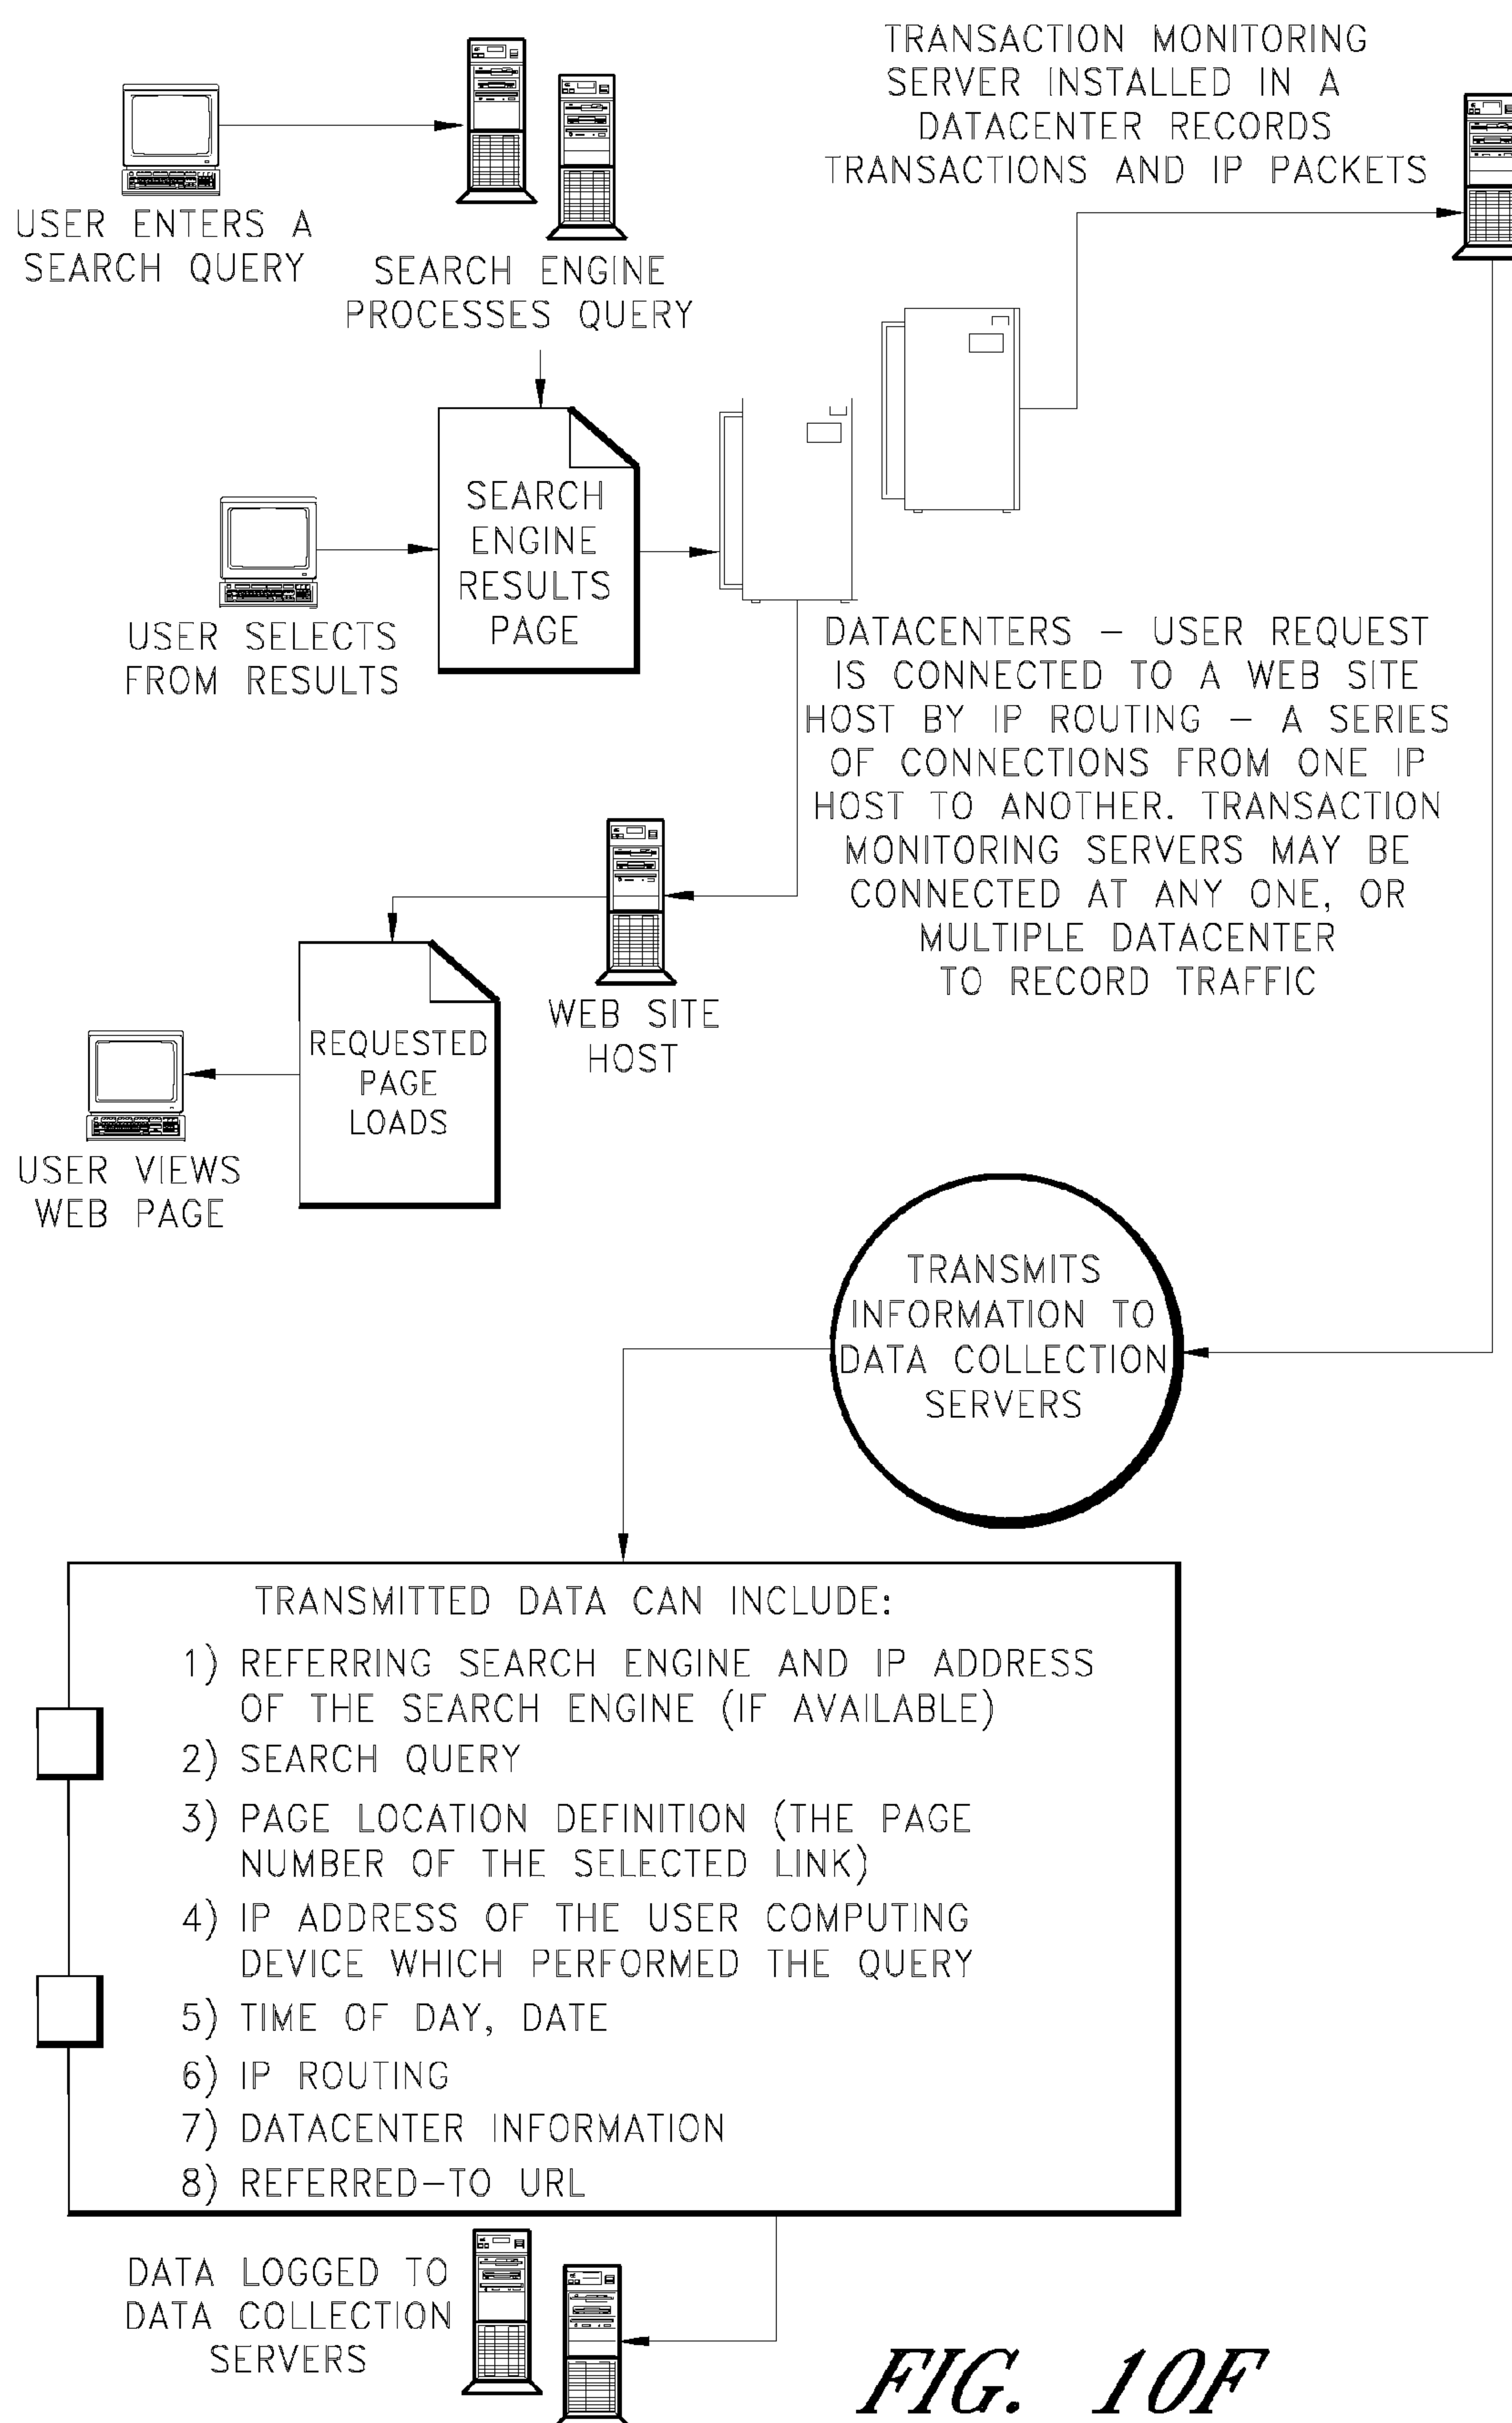 TRANSACTION MONITORING
SERVER INSTALLED IN A
DATACENTER RECORDS
TRANSACTIONS AND IP PACKETS
USER ENTERS A
SEARCH QUERY
SEARCH ENGINE
PROCESSES QUERY
SEARCH
ENGINE
RESULTS
PAGE
USER SELECTS
FROM RESULTS
DATACENTERS – USER REQUEST
IS CONNECTED TO A WEB SITE
HOST BY IP ROUTING – A SERIES
OF CONNECTIONS FROM ONE IP
HOST TO ANOTHER. TRANSACTION
MONITORING SERVERS MAY BE
CONNECTED AT ANY ONE, OR
MULTIPLE DATACENTER
TO RECORD TRAFFIC
WEB SITE
HOST
REQUESTED
PAGE
LOADS
USER VIEWS
WEB PAGE
TRANSMITS
INFORMATION TO
DATA COLLECTION
SERVERS
TRANSMITTED DATA CAN INCLUDE:
1) REFERRING SEARCH ENGINE AND IP ADDRESS
OF THE SEARCH ENGINE (IF AVAILABLE)
2) SEARCH QUERY
3) PAGE LOCATION DEFINITION (THE PAGE
NUMBER OF THE SELECTED LINK)
4) IP ADDRESS OF THE USER COMPUTING
DEVICE WHICH PERFORMED THE QUERY
5) TIME OF DAY, DATE
6) IP ROUTING
7) DATACENTER INFORMATION
8) REFERRED–TO URL
DATA LOGGED TO
DATA COLLECTION
SERVERS
FIG. 10F